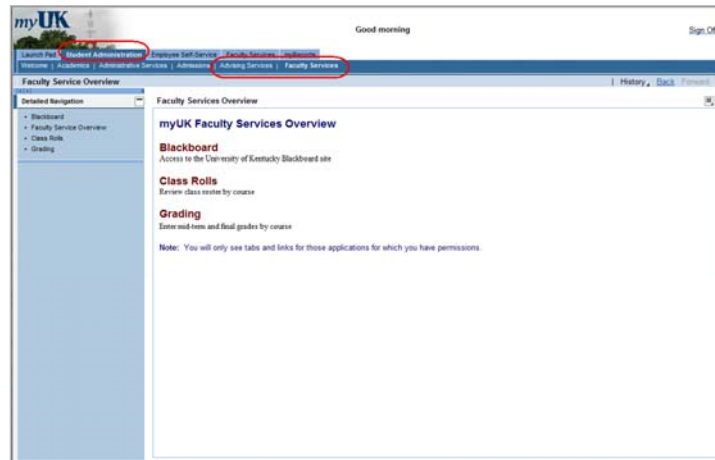 myUK
Good morning
Sign Of
Launch Pad Student Administration Employee Self-Service Faculty Services myReports
Welcome | Academics | Administrative Services | Admissions | Advising Services | Faculty Services
Faculty Service Overview
| History, Back Forward
Detailed Navigation
Faculty Services Overview
• Blackboard
• Faculty Service Overview
• Class Rolls
• Grading
myUK Faculty Services Overview
Blackboard
Access to the University of Kentucky Blackboard site
Class Rolls
Review class roster by course
Grading
Enter mid-term and final grades by course
Note: You will only see tabs and links for those applications for which you have permissions.